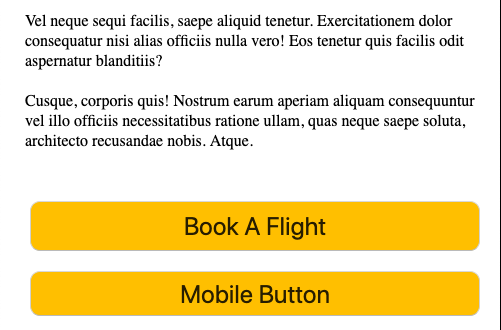 Vel neque sequi facilis, saepe aliquid tenetur. Exercitationem dolor
consequatur nisi alias officiis nulla vero! Eos tenetur quis facilis odit
aspernatur blanditiis?
Cusque, corporis quis! Nostrum earum aperiam aliquam consequuntur
vel illo officiis necessitatibus ratione ullam, quas neque saepe soluta,
architecto recusandae nobis. Atque.
Book A Flight
Mobile Button